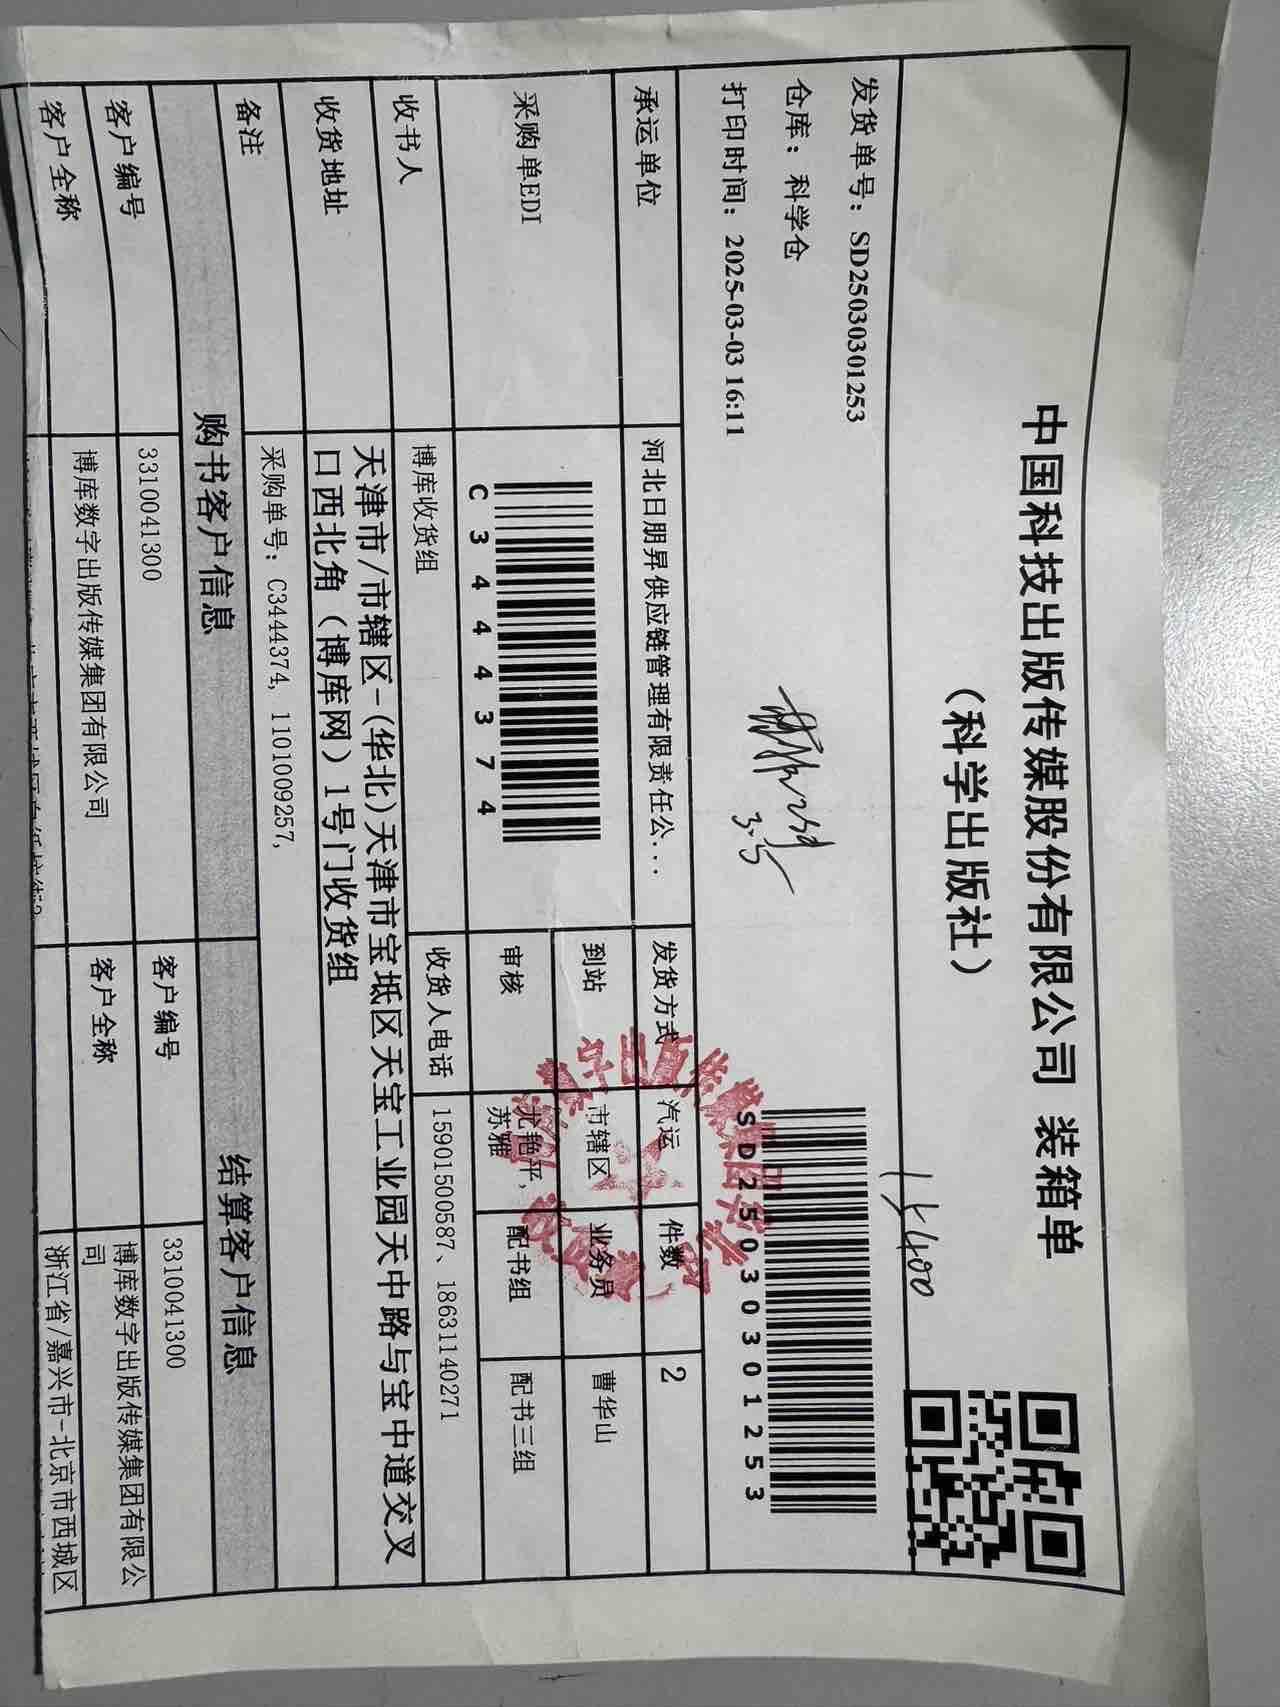 中国科技出版传媒股份有限公司 装箱单
（科学出版社）
发货单号：SD25030301253
仓库：科学仓
打印时间：2025-03-03 16:11
SD25030301253
3.5
承运单位 河北日朋昇供应链管理有限责任公... 发货方式 汽运 件数 2
采购单EDI C3444374 到站 市辖区 业务员 曹华山
审核 尤艳平,
苏雅 配书组 配书三组
收书人 博库收货组 收货人电话 15901500587、18631140271
收货地址 天津市/市辖区-(华北)天津市宝坻区天宝工业园天中路与宝中道交叉
口西北角（博库网）1号门收货组
备注 采购单号：C3444374, 1101009257,
购书客户信息 结算客户信息
客户编号 3310041300 客户编号 3310041300
客户全称 博库数字出版传媒集团有限公司 客户全称 博库数字出版传媒集团有限公
司
浙江省/嘉兴市-北京市西城区